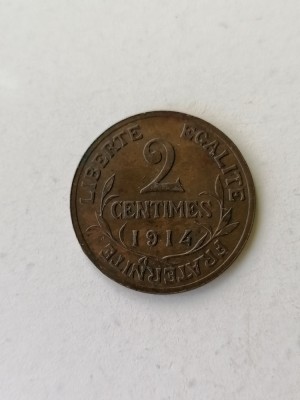 LIBERTE EGALITE FRATERNITE
2
CENTIMES
1914